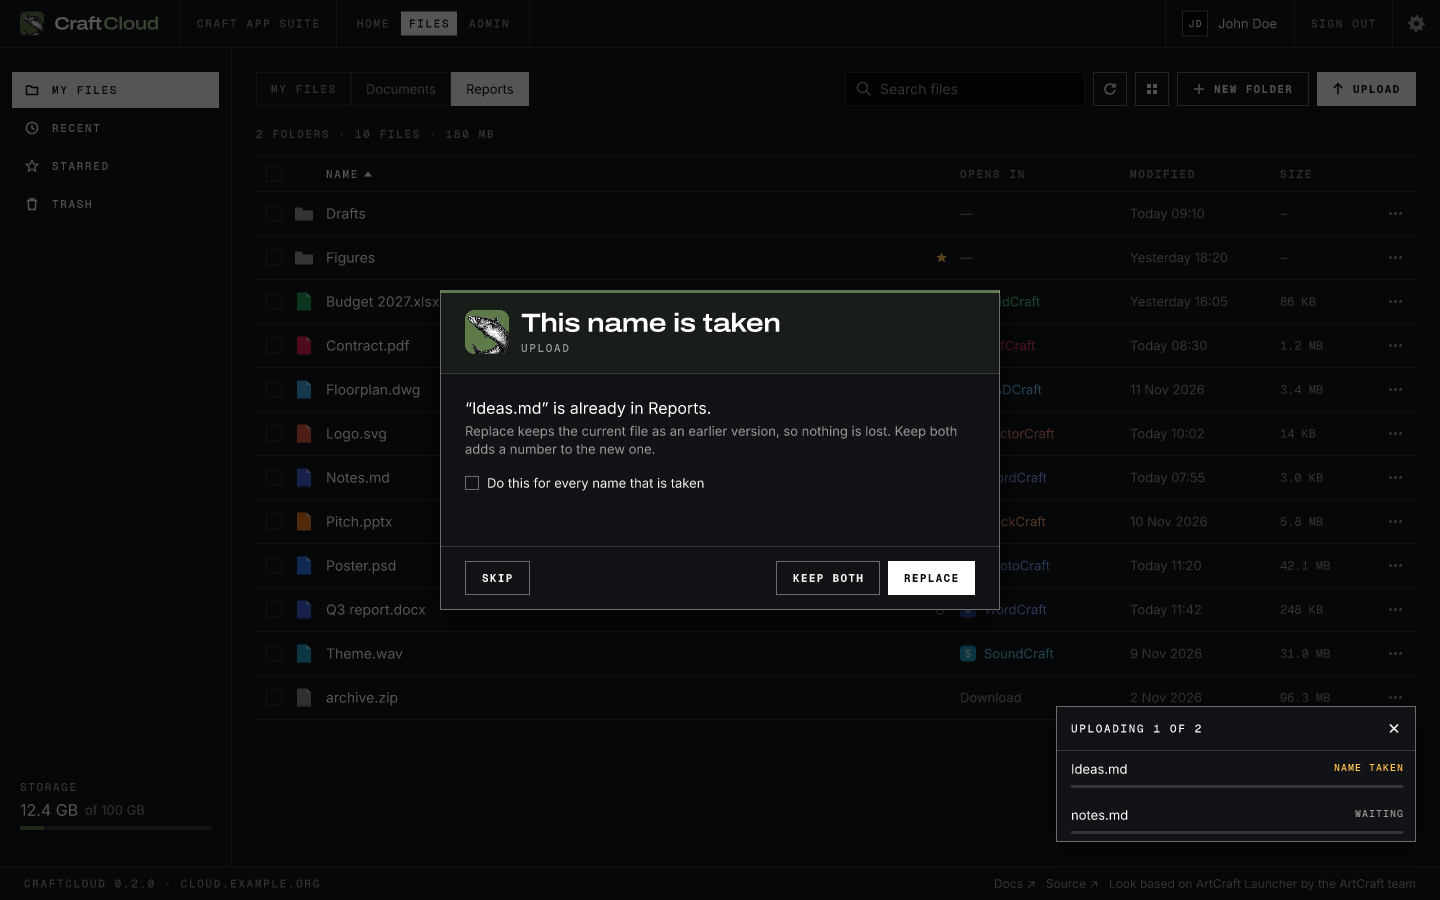 CraftCloud
CRAFT APP SUITE
HOME
FILES
ADMIN
JD
John Doe
SIGN OUT
MY FILES
RECENT
STARRED
TRASH
MY FILES
Documents
Reports
Search files
NEW FOLDER
UPLOAD
2 FOLDERS · 10 FILES · 180 MB
NAME
OPENS IN
MODIFIED
SIZE
Drafts
—
Today 09:10
–
Figures
—
Yesterday 18:20
–
Budget 2027.xlsx
dCraft
Yesterday 16:05
86 KB
Contract.pdf
fCraft
Today 08:30
1.2 MB
Floorplan.dwg
DCraft
11 Nov 2026
3.4 MB
Logo.svg
ctorCraft
Today 10:02
14 KB
Notes.md
rdCraft
Today 07:55
3.0 KB
Pitch.pptx
ckCraft
10 Nov 2026
5.8 MB
Poster.psd
otoCraft
Today 11:20
42.1 MB
Q3 report.docx
WordCraft
Today 11:42
248 KB
Theme.wav
S
SoundCraft
9 Nov 2026
31.0 MB
archive.zip
Download
2 Nov 2026
96.3 MB
This name is taken
UPLOAD
“Ideas.md” is already in Reports.
Replace keeps the current file as an earlier version, so nothing is lost. Keep both
adds a number to the new one.
Do this for every name that is taken
SKIP
KEEP BOTH
REPLACE
UPLOADING 1 OF 2
Ideas.md
NAME TAKEN
notes.md
WAITING
STORAGE
12.4 GB of 100 GB
CRAFTCLOUD 0.2.0 · CLOUD.EXAMPLE.ORG
Docs ↗
Source ↗
Look based on ArtCraft Launcher by the ArtCraft team